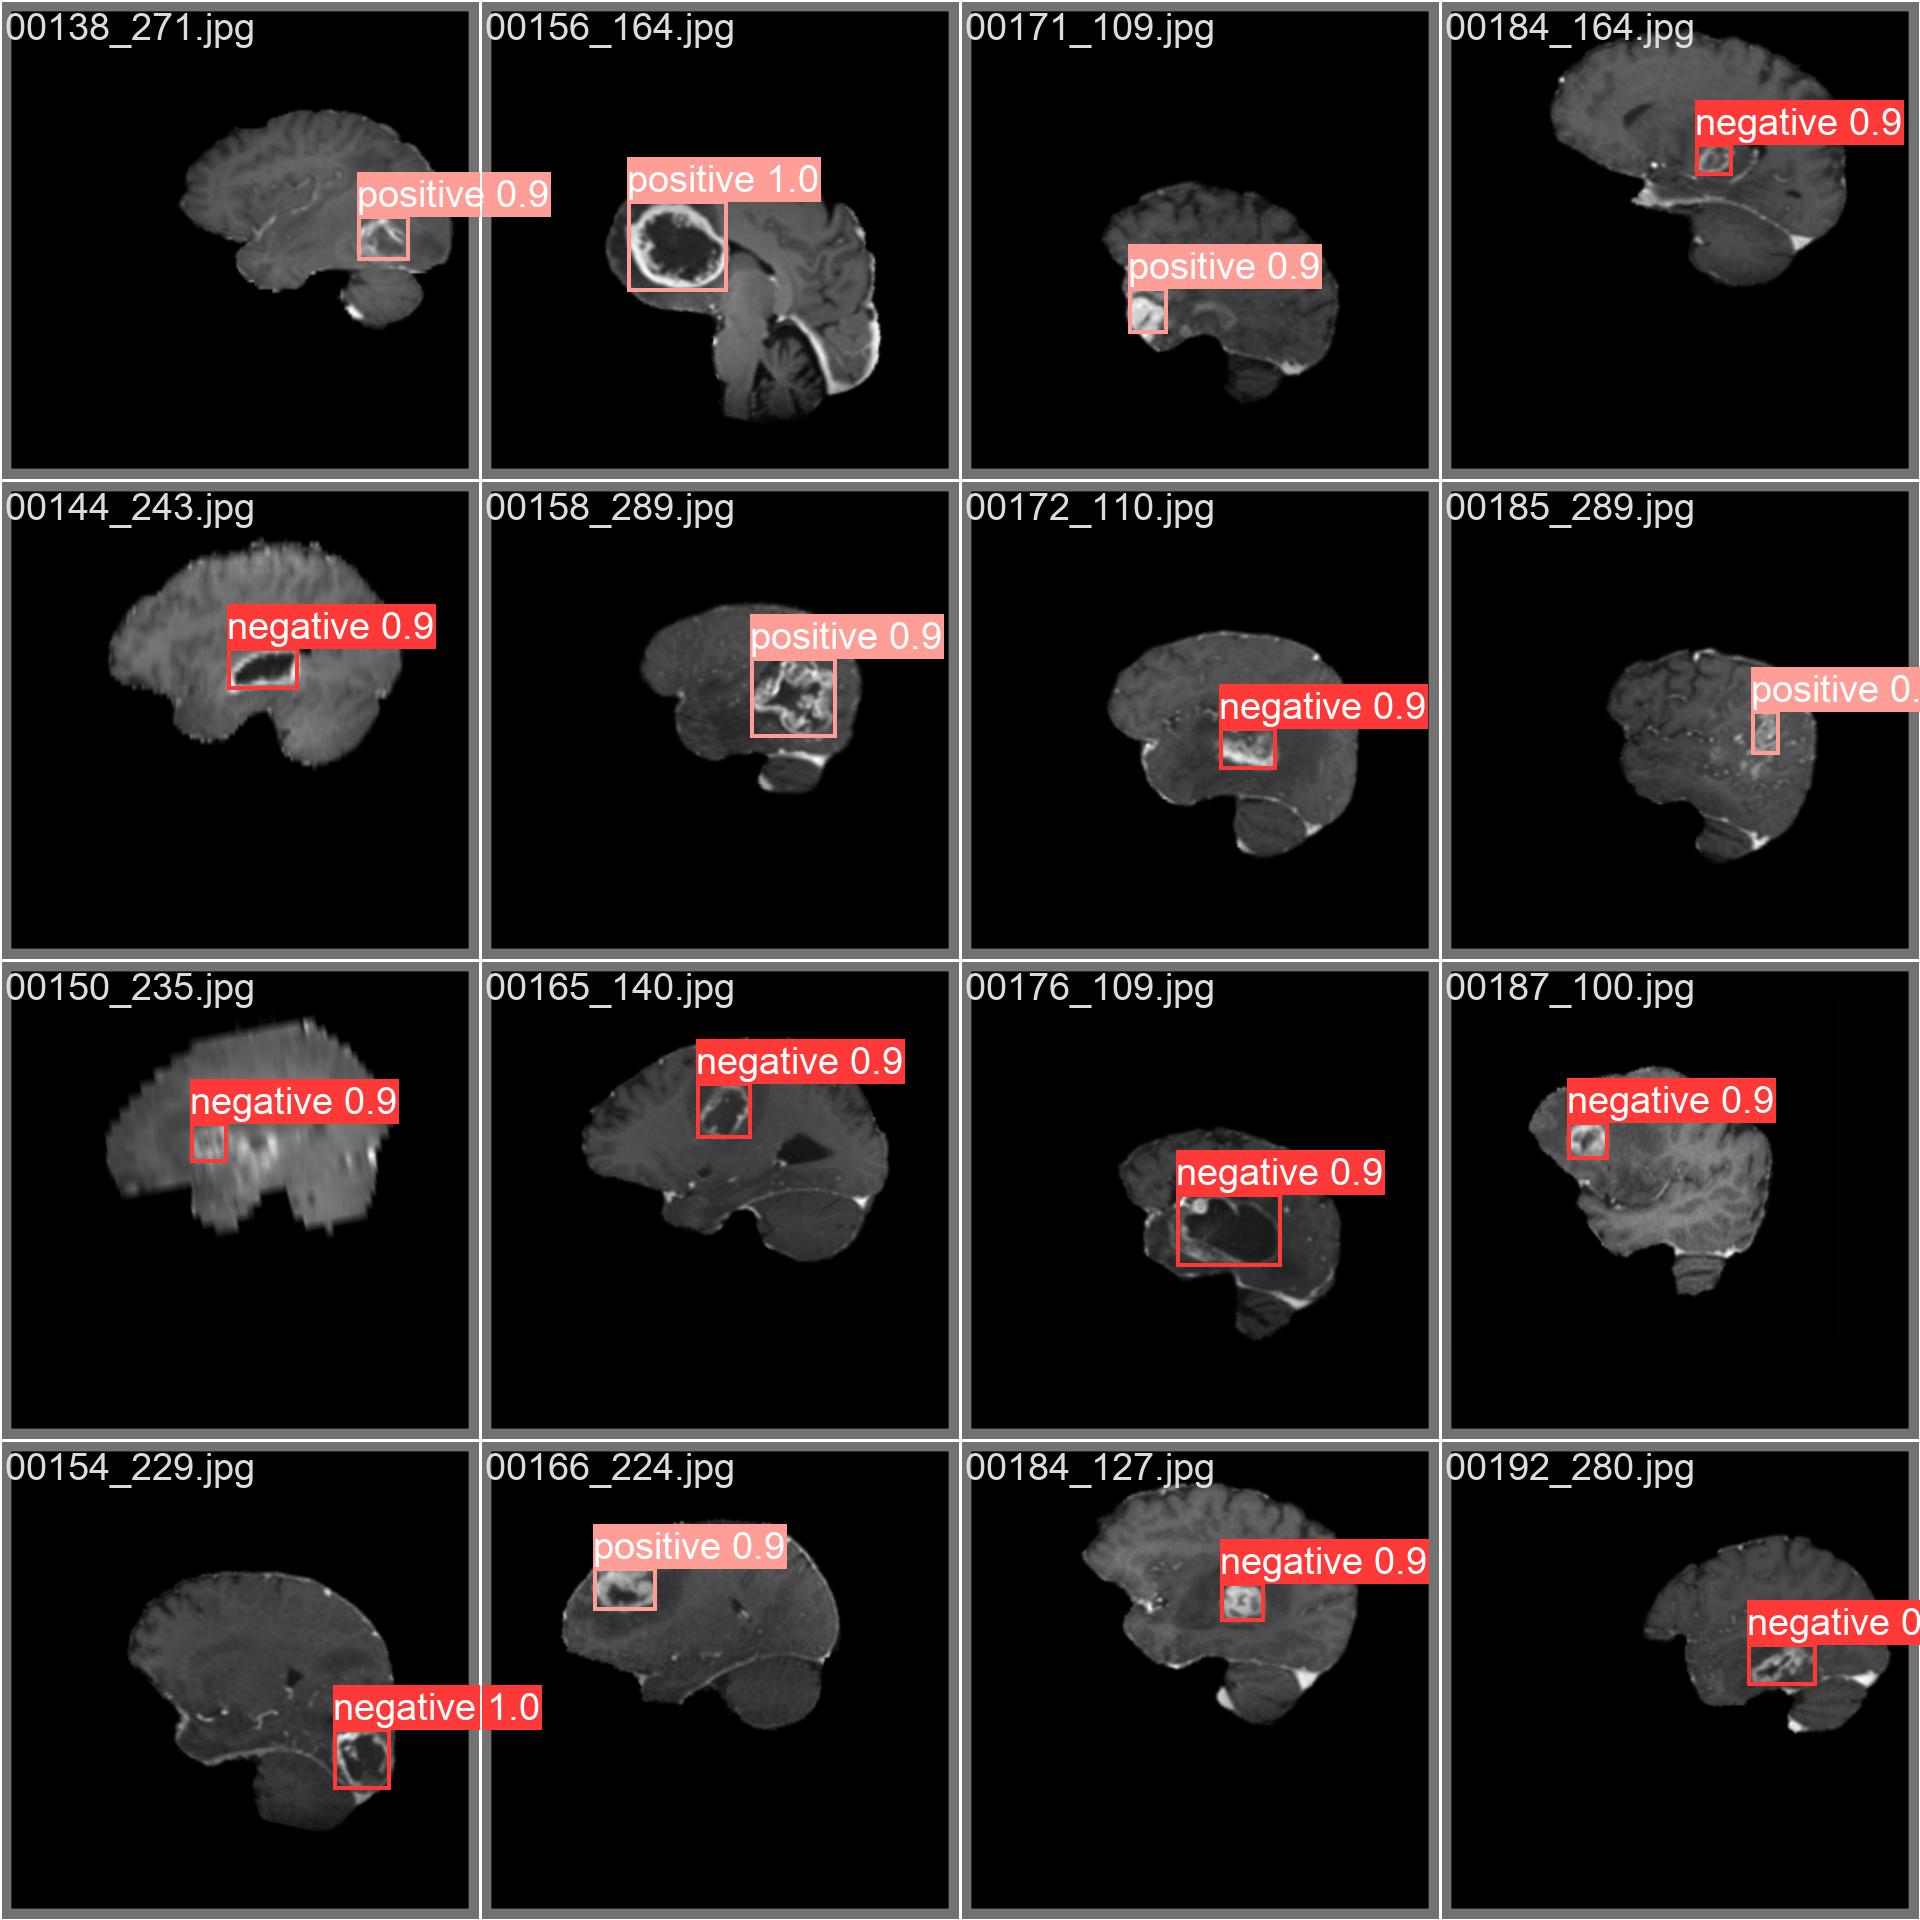 00138_271.jpg
positive 0.9
00156_164.jpg
positive 1.0
00171_109.jpg
positive 0.9
00184_164.jpg
negative 0.9
00144_243.jpg
negative 0.9
00158_289.jpg
positive 0.9
00172_110.jpg
negative 0.9
00185_289.jpg
positive 0.
00150_235.jpg
negative 0.9
00165_140.jpg
negative 0.9
00176_109.jpg
negative 0.9
00187_100.jpg
negative 0.9
00154_229.jpg
negative 1.0
00166_224.jpg
positive 0.9
00184_127.jpg
negative 0.9
00192_280.jpg
negative 0